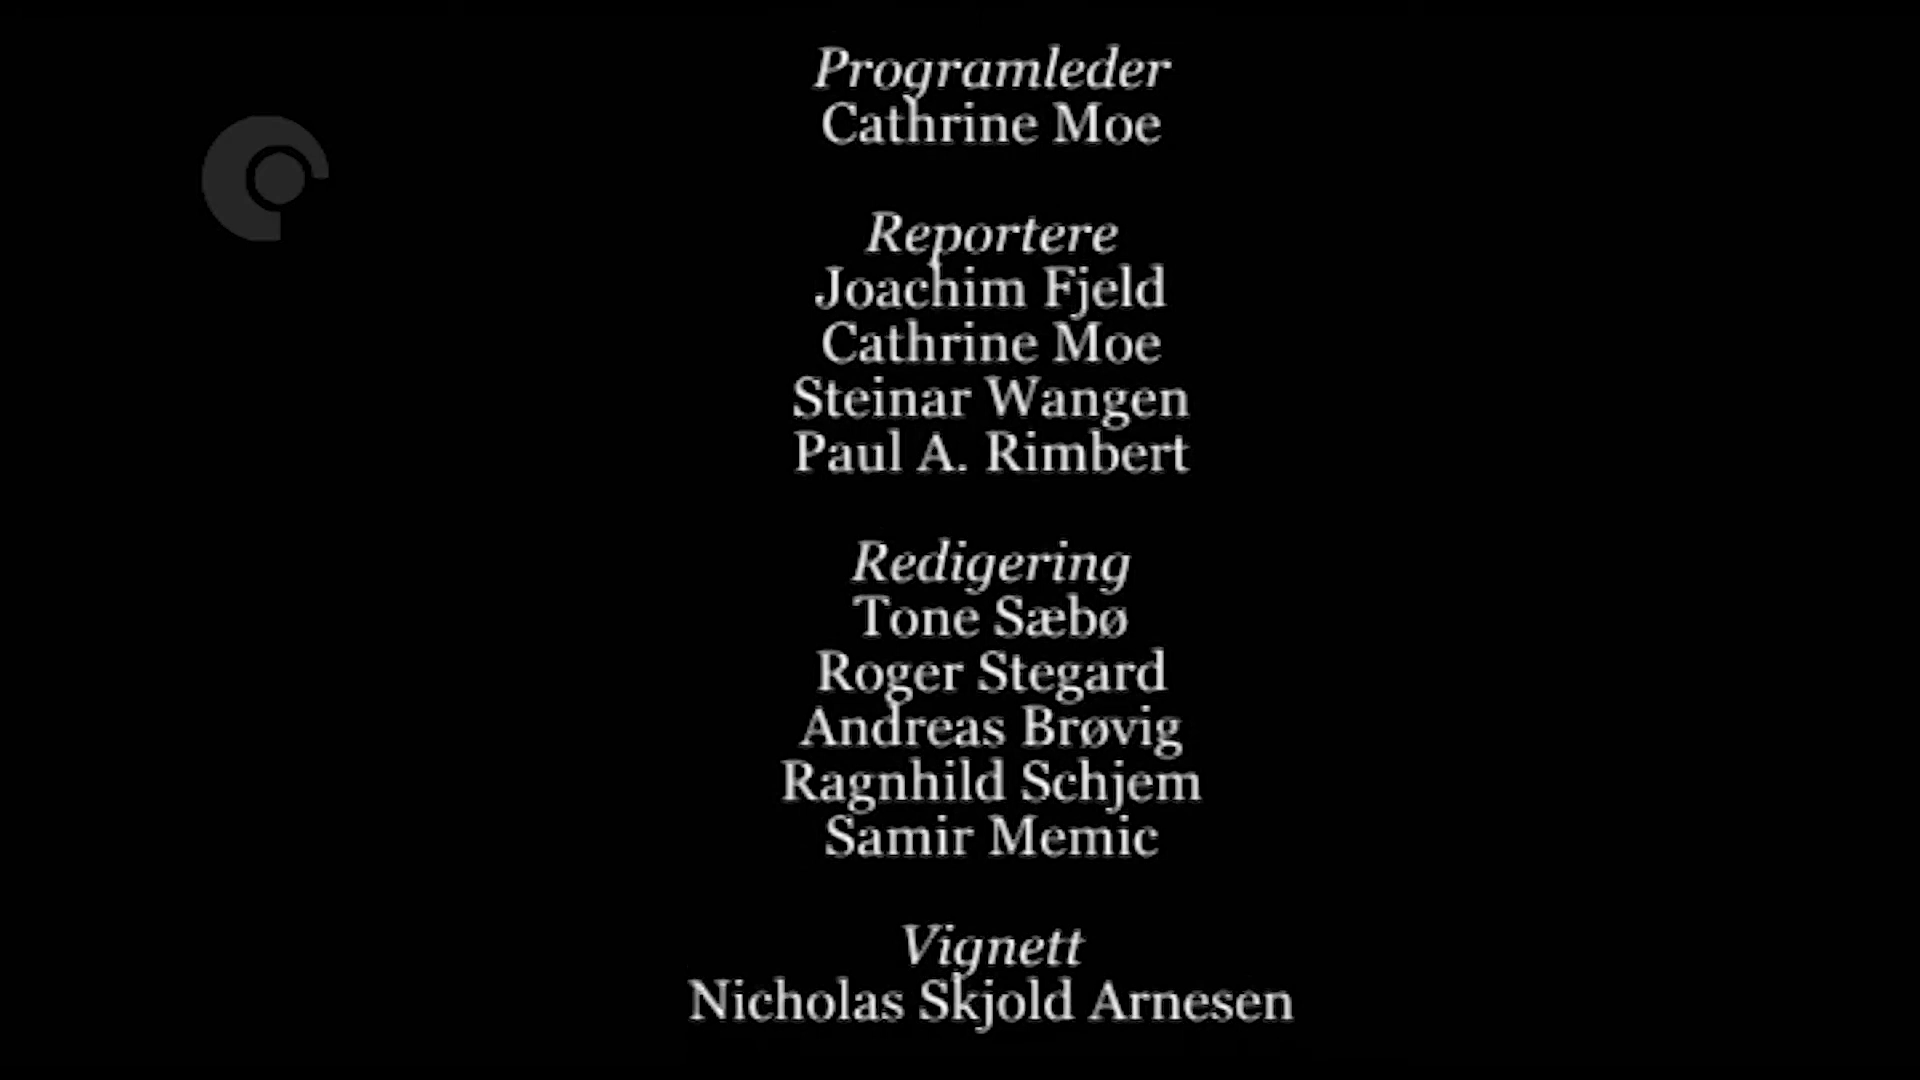 Programleder
Cathrine Moe
Reportere
Joachim Fjeld
Cathrine Moe
Steinar Wangen
Paul A. Rimbert
Redigering
Tone Sæbø
Roger Stegard
Andreas Brøvig
Ragnhild Schjem
Samir Memic
Vignett
Nicholas Skjold Arnesen